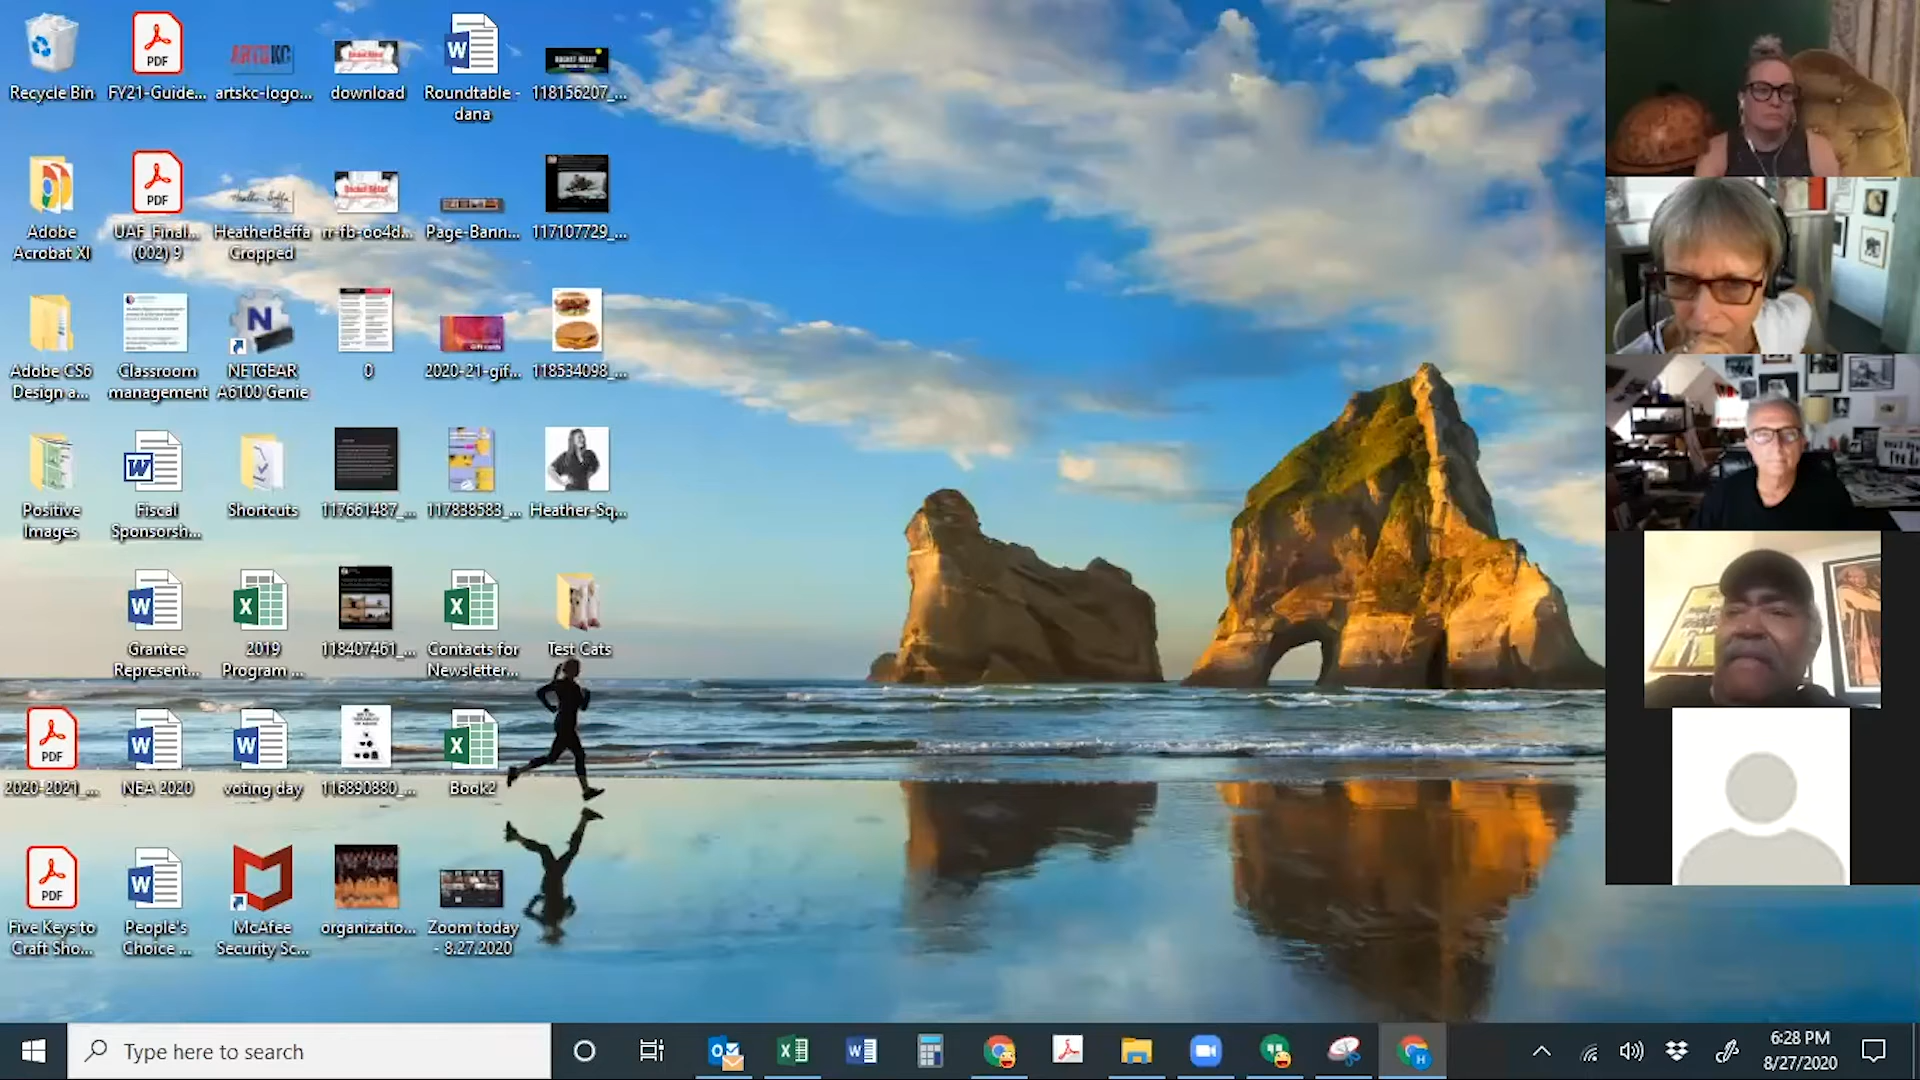 Recycle Bin
FY21-Guide...
artskc-logo...
download
Roundtable -
dana
118156207_...
Adobe
Acrobat XI
UAF_Final...
(002) 9
HeatherBeffa
Cropped
rr-fb-oo4d...
Page-Bann...
117107729_...
Adobe CS6
Design a...
Classroom
management
NETGEAR
A6100 Genie
0
2020-21-gif...
118534098_...
Positive
Images
Fiscal
Sponsorsh...
Shortcuts
117661487_...
117838583_...
Heather-Sq...
Grantee
Represent...
2019
Program ...
118407461_...
Contacts for
Newsletter...
Test Cats
2020-2021_...
NEA 2020
voting day
116890880_...
Book2
Five Keys to
Craft Sho...
People's
Choice ...
McAfee
Security Sc...
organizatio...
Zoom today
- 8.27.2020
Type here to search
6:28 PM
8/27/2020